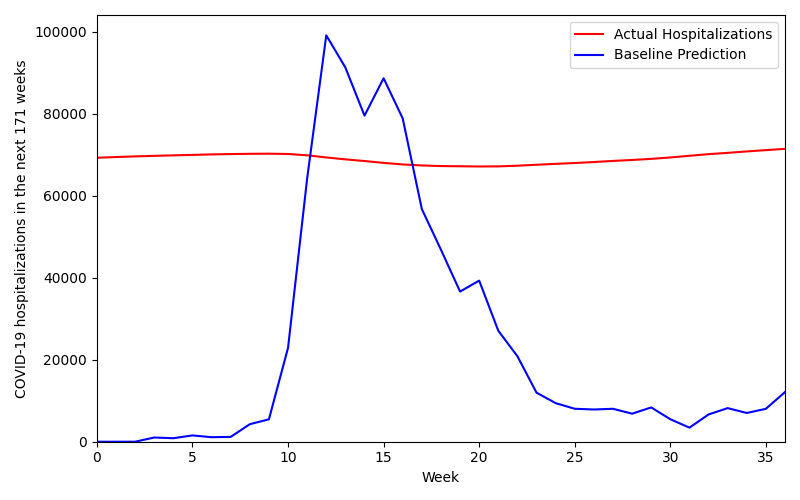 COVID-19 hospitalizations in the next 171 weeks
100000
80000
60000
40000
20000
0
Actual Hospitalizations
Baseline Prediction
0 5 10 15 20 25 30 35
Week